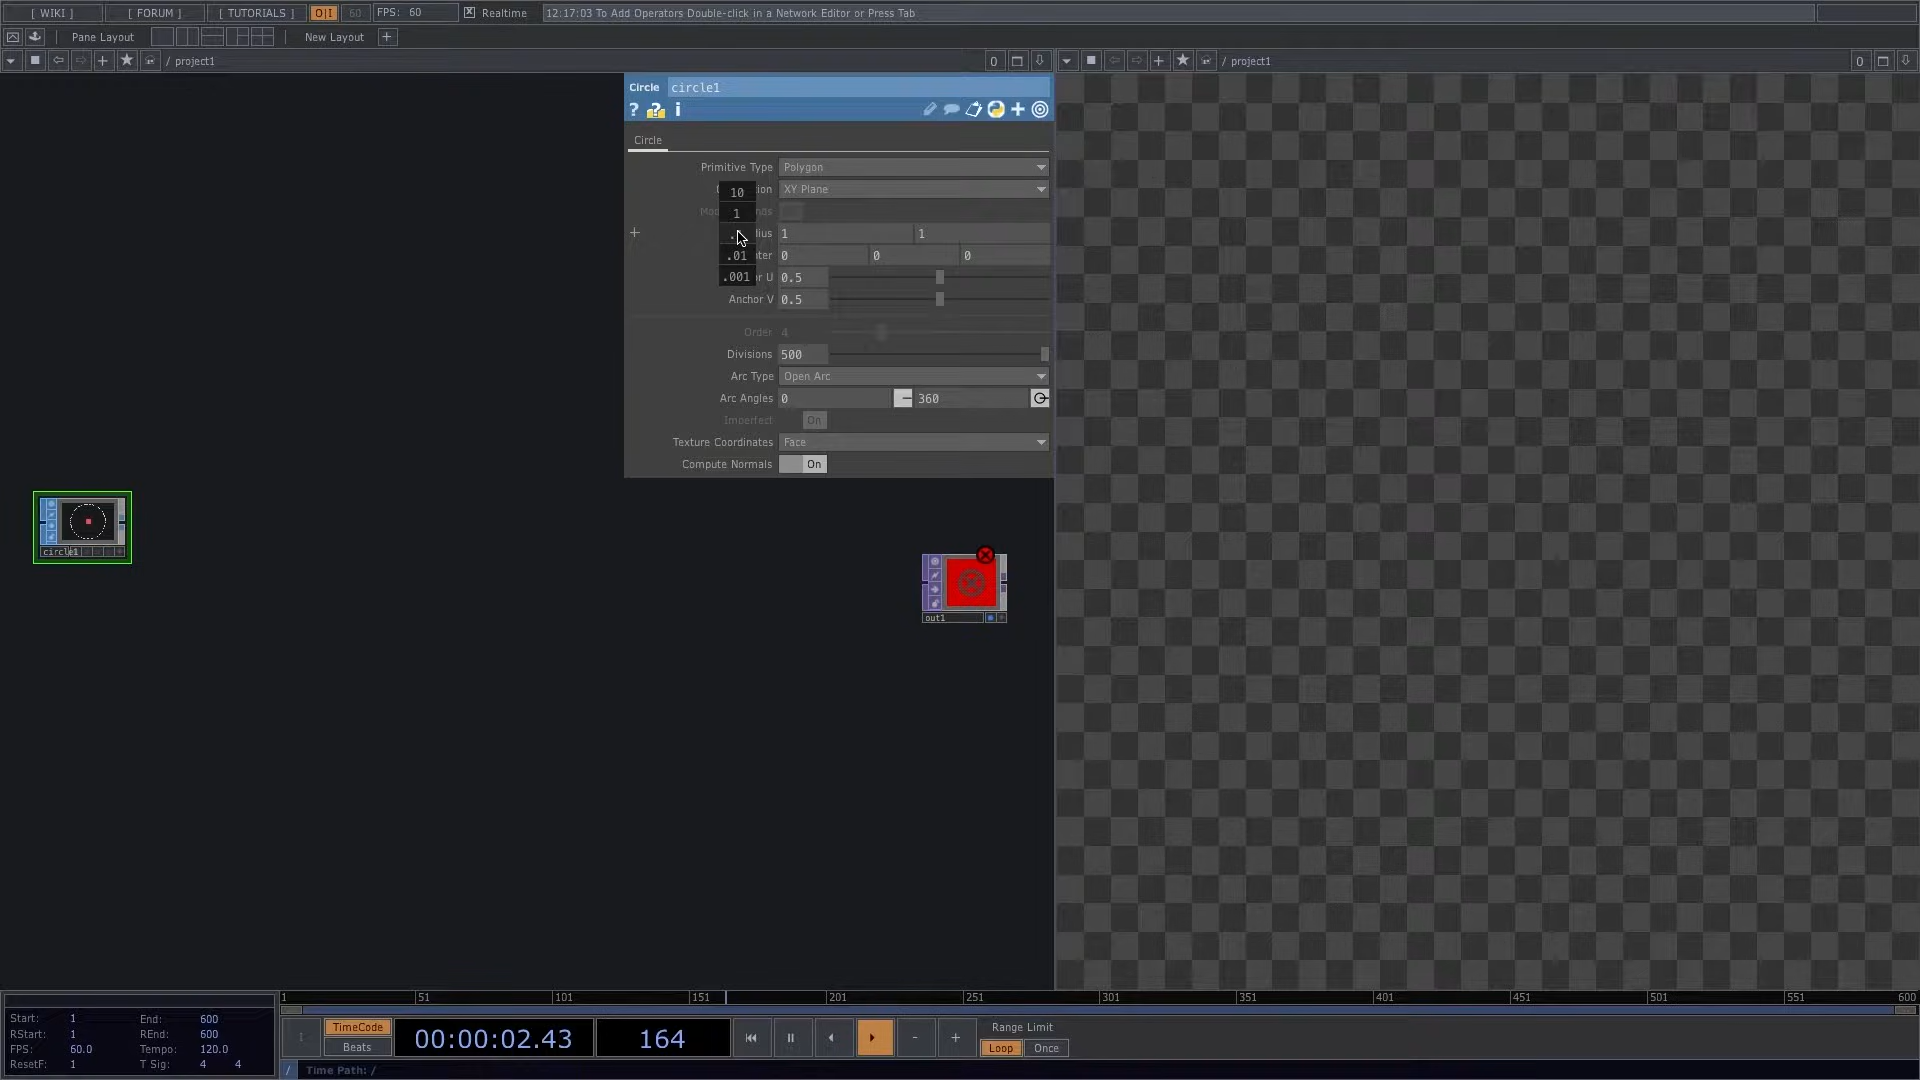 [ WIKI ] [ FORUM ] [ TUTORIALS ] O|I 60 FPS: 60 Realtime 12:17:03 To Add Operators Double-click in a Network Editor or Press Tab
Pane Layout New Layout +
/ project1 0
/ project1 0
Circle circle1
? ? i
Circle
Primitive Type Polygon
ion XY Plane
10
Mo nds
1
dius 1 1
nter 0 0 0
.01
r U 0.5
.001
Anchor V 0.5
Order 4
Divisions 500
Arc Type Open Arc
Arc Angles 0 360
Imperfect On
Texture Coordinates Face
Compute Normals On
circle1
out1
1 51 101 151 201 251 301 351 401 451 501 551 600
Start: 1 End: 600
RStart: 1 REnd: 600
FPS: 60.0 Tempo: 120.0
ResetF: 1 T Sig: 4 4
TimeCode
Beats
00:00:02.43 164
- +
Range Limit
Loop Once
/ Time Path: /